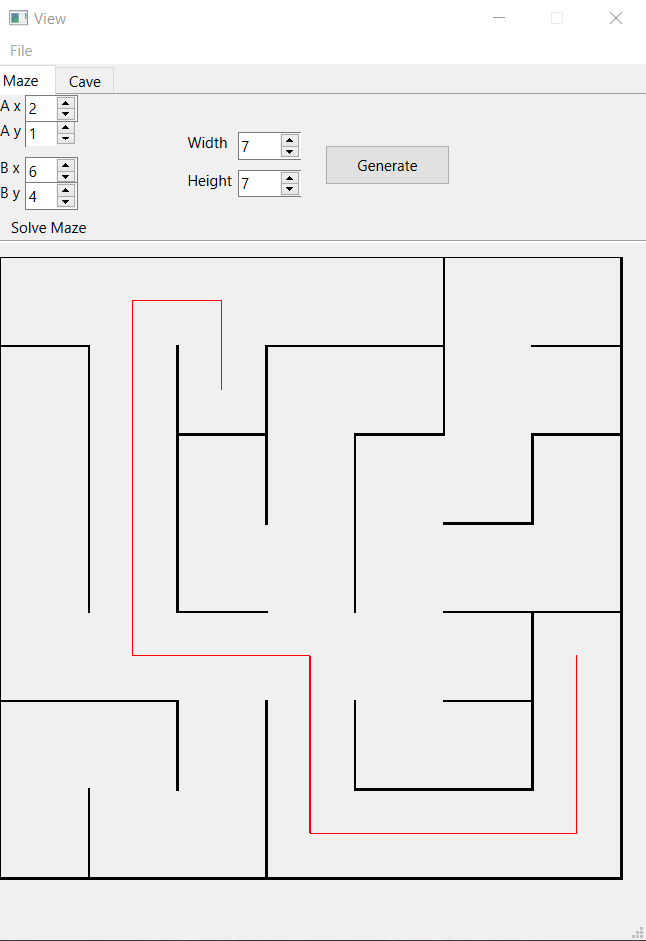 View
File
Maze Cave
A x 2
A y 1
Width 7
B x 6
Height 7
Generate
B y 4
Solve Maze